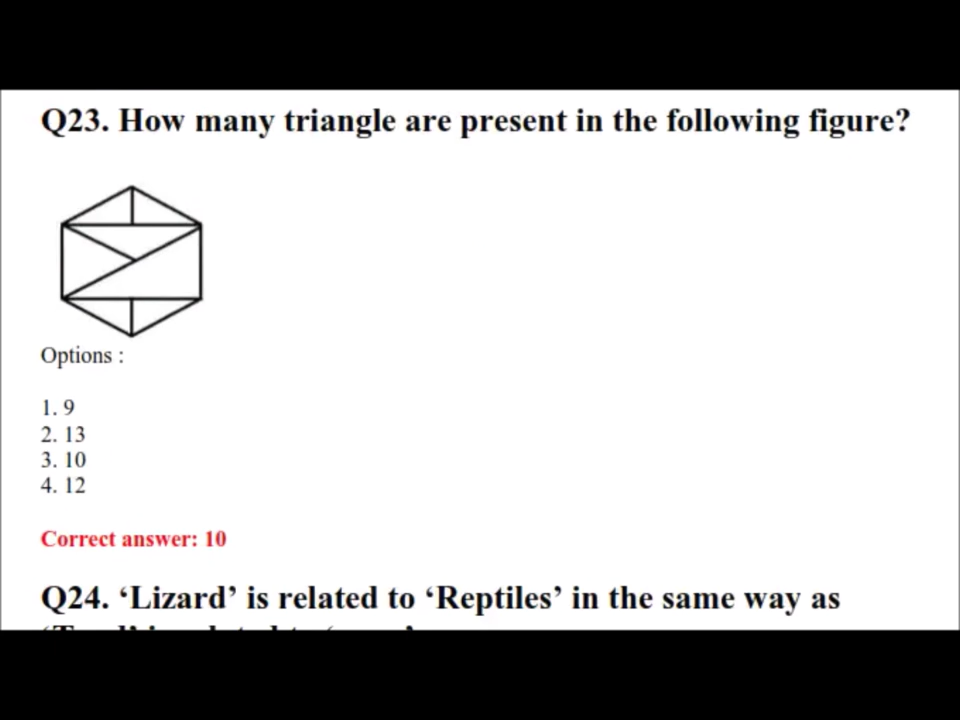 Q23. How many triangle are present in the following figure?
Options :
1. 9
2. 13
3. 10
4. 12
Correct answer: 10
Q24. ‘Lizard’ is related to ‘Reptiles’ in the same way as